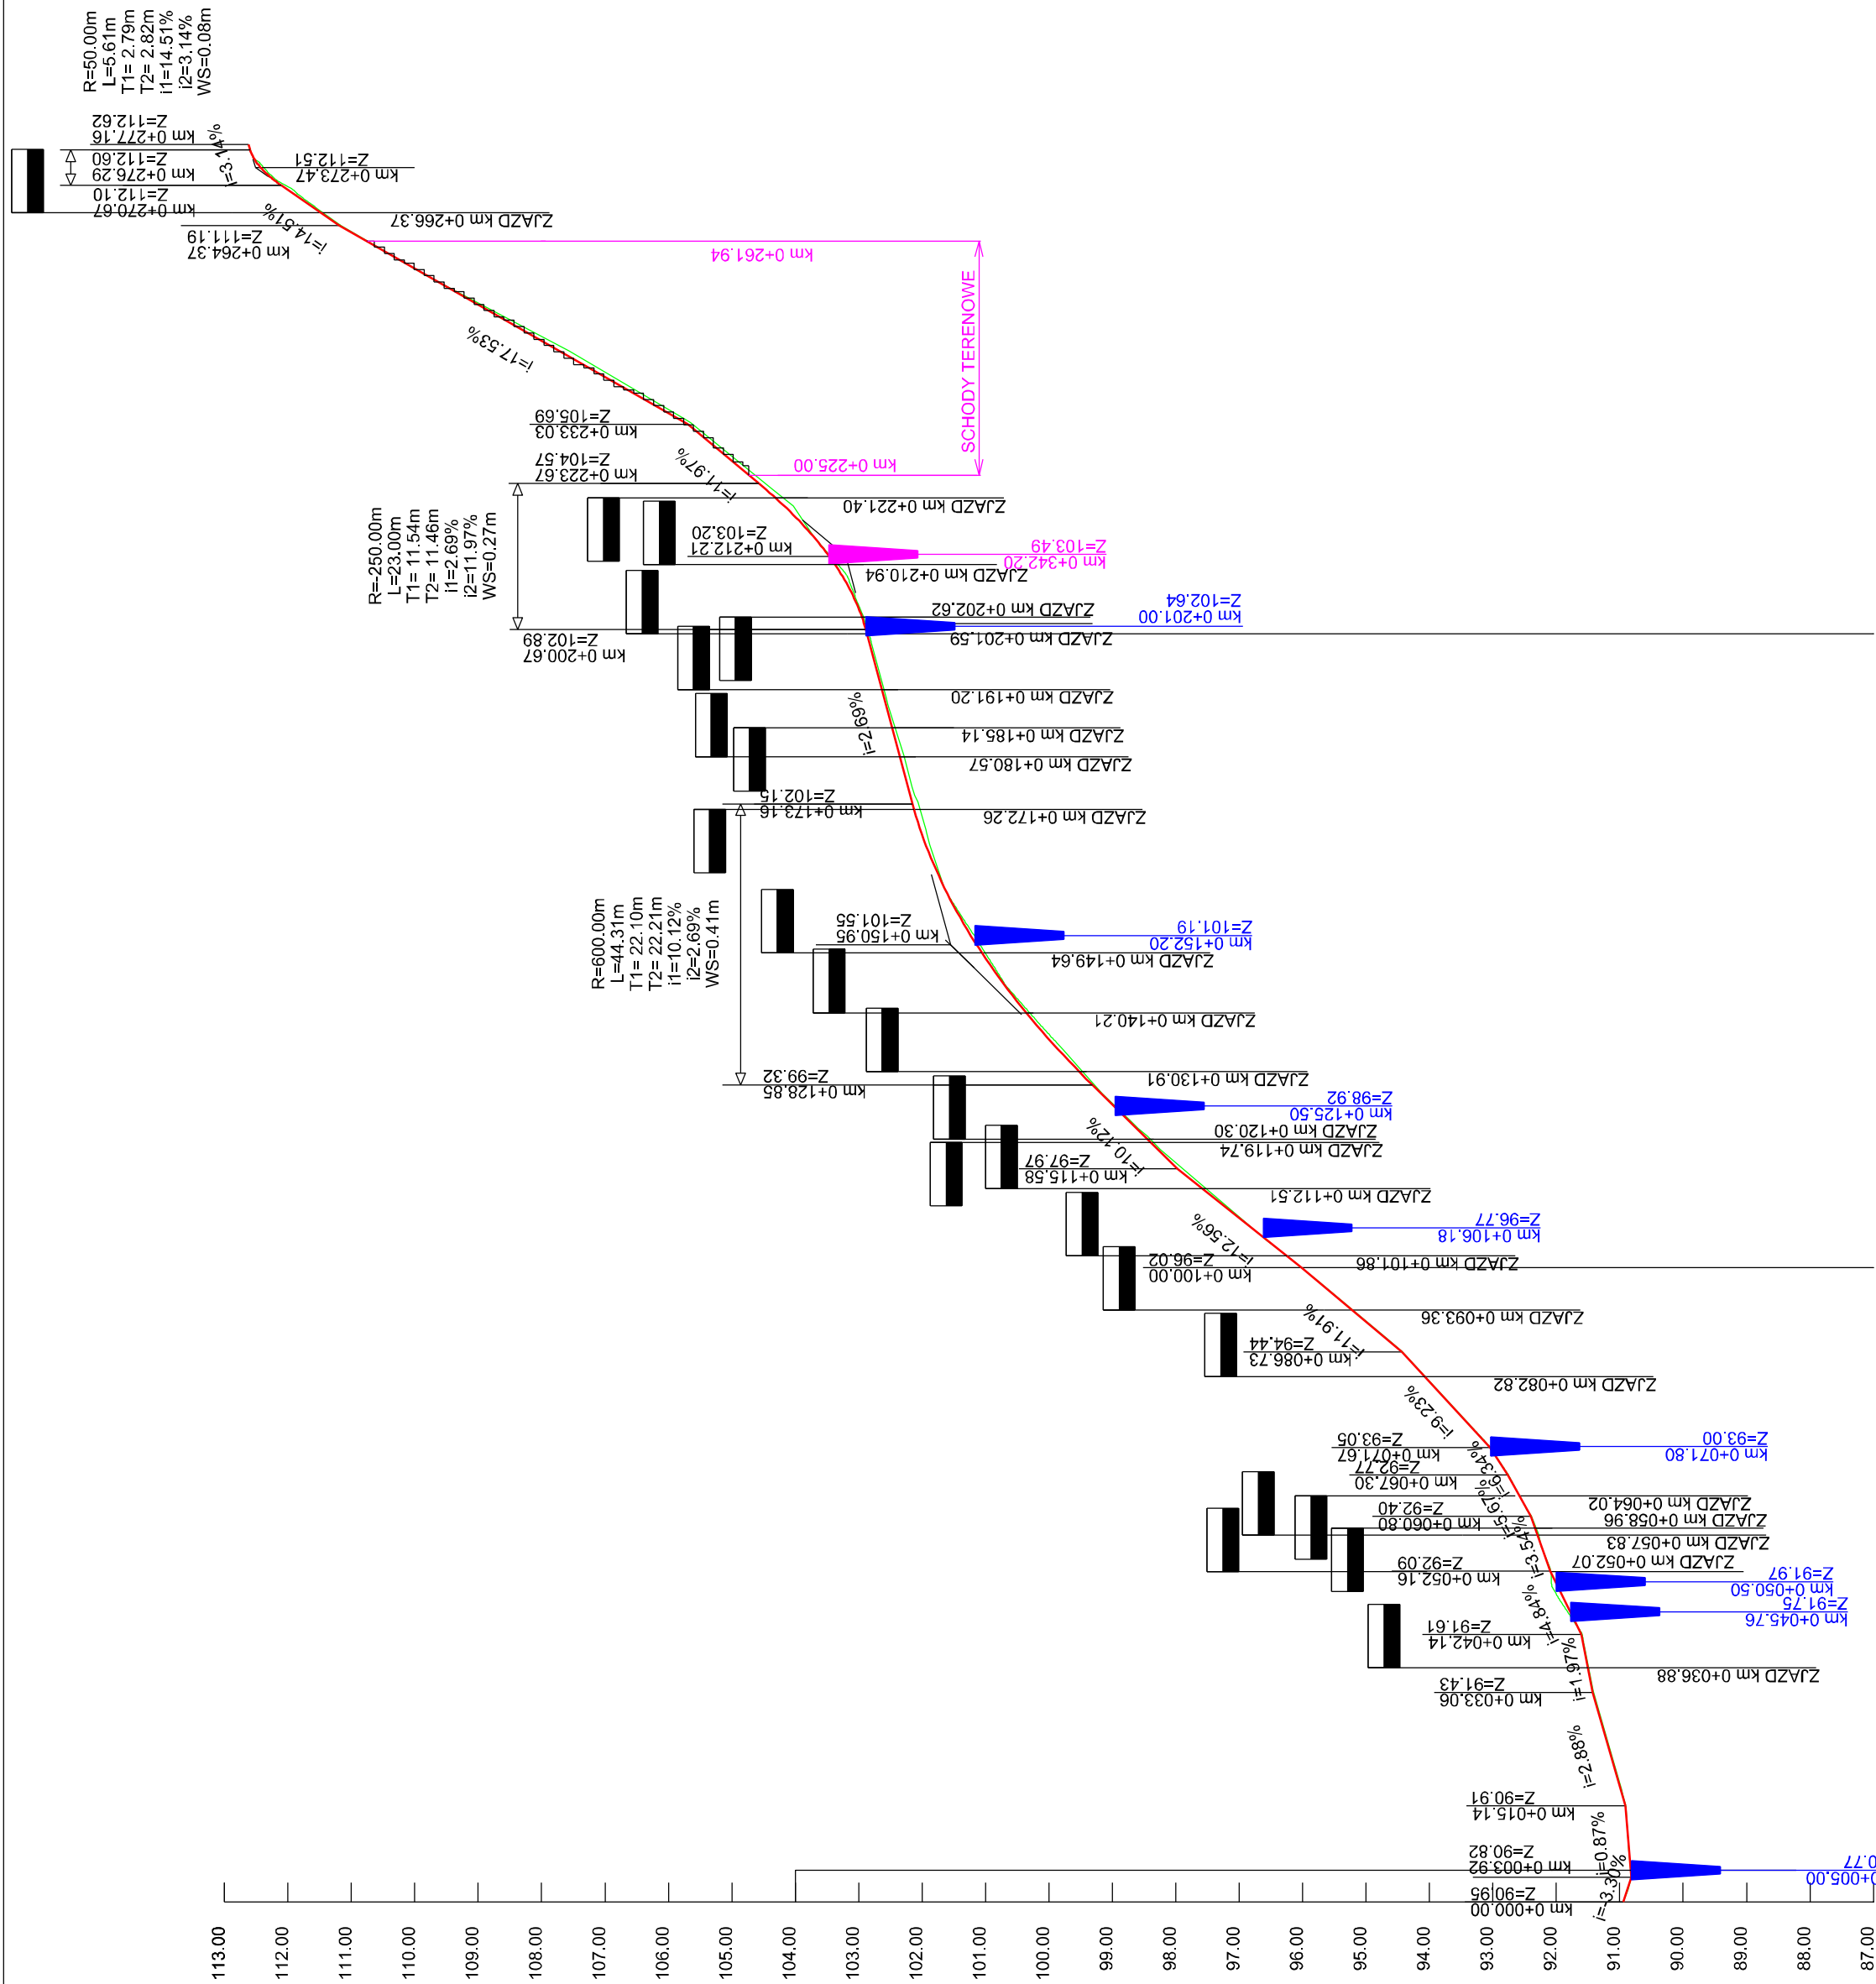 R=50.00m
L=5.61m
T1= 2.79m
T2= 2.82m
i1=14.51%
i2=3.14%
WS=0.08m
km 0+277.16
Z=112.62
km 0+276.29
Z=112.60
km 0+270.67
Z=112.10
i=3.14%
km 0+273.47
Z=112.51
ZJAZD km 0+266.37
km 0+264.37
Z=111.19
i=14.51%
km 0+261.94
SCHODY TERENOWE
i=17.53%
km 0+233.03
Z=105.69
km 0+225.00
i=11.97%
km 0+223.67
Z=104.57
R=-250.00m
L=23.00m
T1= 11.54m
T2= 11.46m
i1=2.69%
i2=11.97%
WS=0.27m
ZJAZD km 0+221.40
km 0+212.21
Z=103.20
km 0+342.20
Z=103.49
ZJAZD km 0+210.94
ZJAZD km 0+202.62
km 0+201.00
Z=102.64
ZJAZD km 0+201.59
km 0+200.67
Z=102.89
ZJAZD km 0+191.20
i=2.69%
ZJAZD km 0+185.14
ZJAZD km 0+180.57
km 0+173.16
Z=102.15
ZJAZD km 0+172.26
R=600.00m
L=44.31m
T1= 22.10m
T2= 22.21m
i1=10.12%
i2=2.69%
WS=0.41m
km 0+150.95
Z=101.55
km 0+152.20
Z=101.19
ZJAZD km 0+149.64
ZJAZD km 0+140.21
ZJAZD km 0+130.91
km 0+128.85
Z=99.32
km 0+125.50
Z=98.92
ZJAZD km 0+120.30
ZJAZD km 0+119.74
i=10.12%
km 0+115.58
Z=97.97
ZJAZD km 0+112.51
km 0+106.18
Z=96.77
i=12.56%
ZJAZD km 0+101.86
km 0+100.00
Z=96.02
ZJAZD km 0+093.36
i=11.91%
km 0+086.73
Z=94.44
ZJAZD km 0+082.82
i=9.23%
km 0+071.67
Z=93.05
km 0+071.80
Z=93.00
i=6.34%
km 0+067.30
Z=92.77
ZJAZD km 0+064.02
i=5.67%
km 0+060.80
Z=92.40
ZJAZD km 0+058.96
ZJAZD km 0+057.83
i=3.54%
ZJAZD km 0+052.07
km 0+052.16
Z=92.09
km 0+050.50
Z=91.97
km 0+045.76
Z=91.75
i=4.84%
km 0+042.14
Z=91.61
ZJAZD km 0+036.88
i=1.97%
km 0+033.06
Z=91.43
i=2.88%
km 0+015.14
Z=90.91
i=0.87%
km 0+003.92
Z=90.82
0+005.00
0.77
i=-3.30%
km 0+000.00
Z=90.95
113.00
112.00
111.00
110.00
109.00
108.00
107.00
106.00
105.00
104.00
103.00
102.00
101.00
100.00
99.00
98.00
97.00
96.00
95.00
94.00
93.00
92.00
91.00
90.00
89.00
88.00
87.00